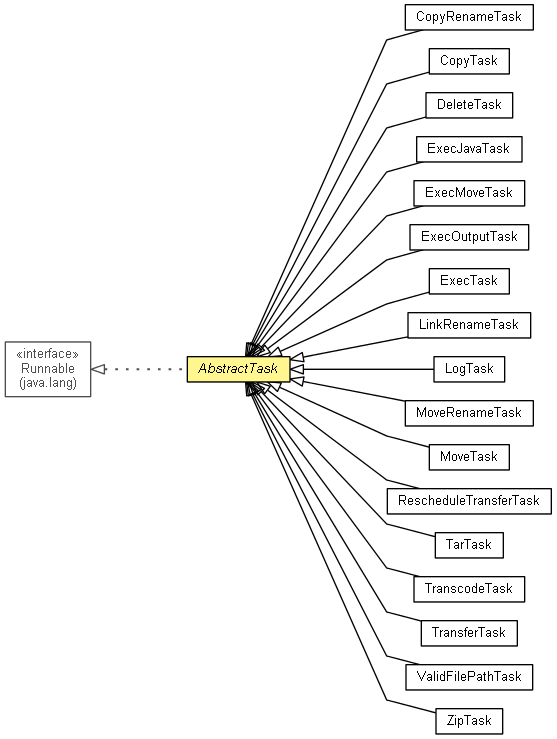 CopyRenameTask
CopyTask
DeleteTask
ExecJavaTask
ExecMoveTask
ExecOutputTask
ExecTask
LinkRenameTask
«interface»
Runnable
(java.lang)
AbstractTask
LogTask
MoveRenameTask
MoveTask
RescheduleTransferTask
TarTask
TranscodeTask
TransferTask
ValidFilePathTask
ZipTask